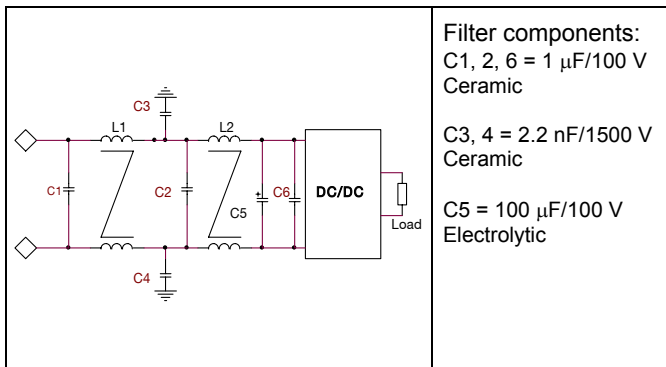 C3
L1
L2
C1
C2
C5
+
C6
DC/DC
Load
C4
Filter components:
C1, 2, 6 = 1 μF/100 V
Ceramic
C3, 4 = 2.2 nF/1500 V
Ceramic
C5 = 100 μF/100 V
Electrolytic